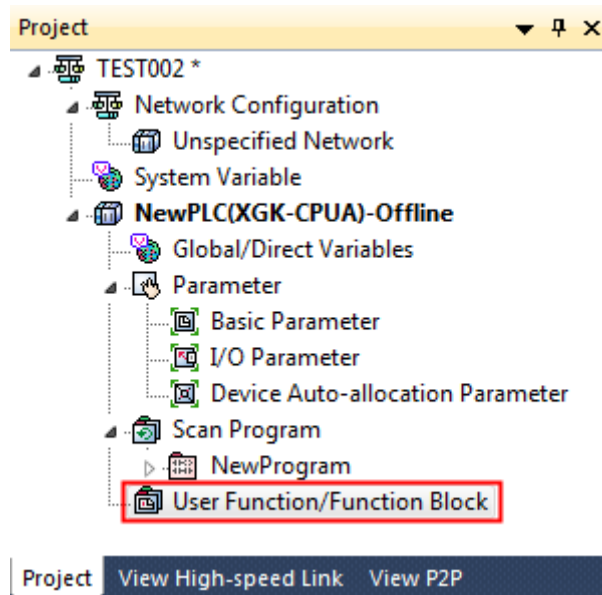 Project
TEST002 *
Network Configuration
Unspecified Network
System Variable
NewPLC(XGK-CPUA)-Offline
Global/Direct Variables
Parameter
Basic Parameter
I/O Parameter
Device Auto-allocation Parameter
Scan Program
NewProgram
User Function/Function Block
Project View High-speed Link View P2P